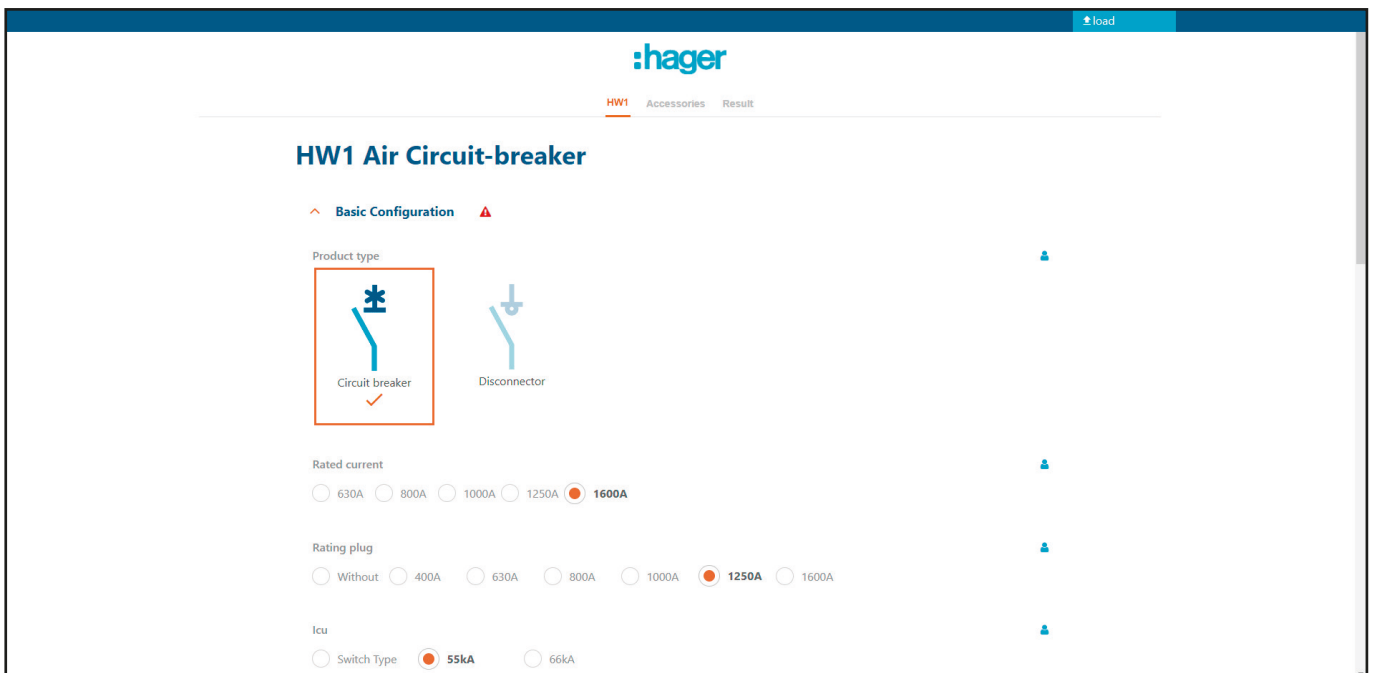 load
:hager
HW1 Accessories Result
HW1 Air Circuit-breaker
Basic Configuration
Product type
Circuit breaker
Disconnector
Rated current
630A 800A 1000A 1250A 1600A
Rating plug
Without 400A 630A 800A 1000A 1250A 1600A
Icu
Switch Type 55kA 66kA